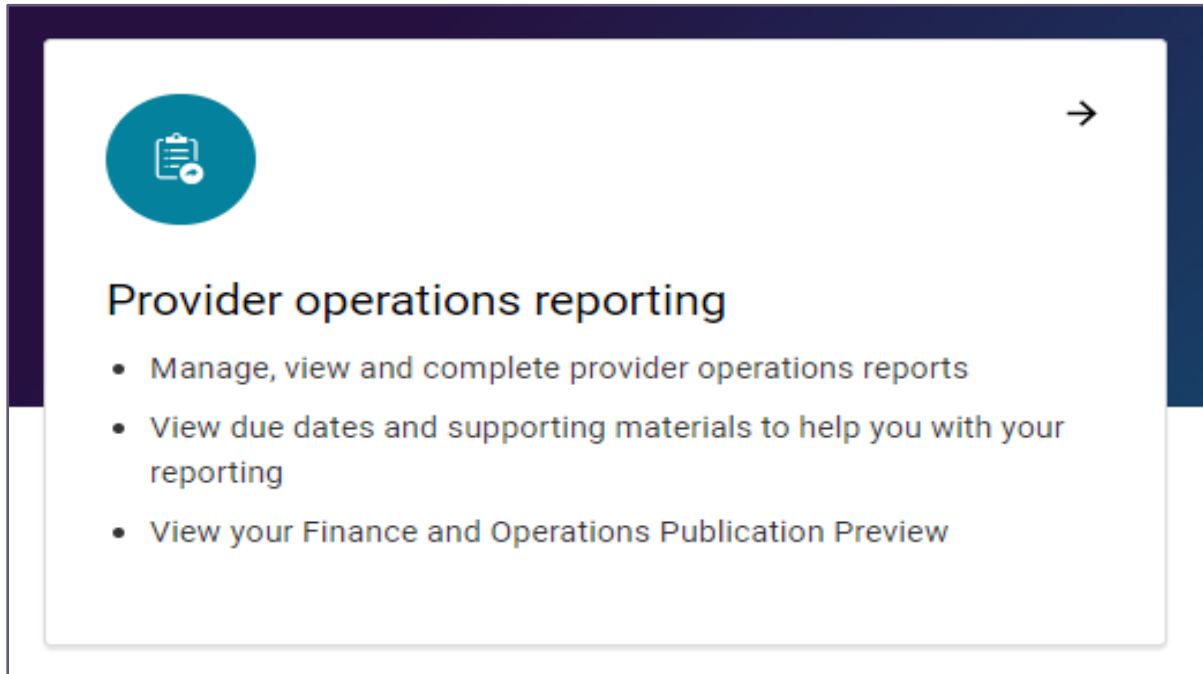 Provider operations reporting
Manage, view and complete provider operations reports
View due dates and supporting materials to help you with your
reporting
View your Finance and Operations Publication Preview